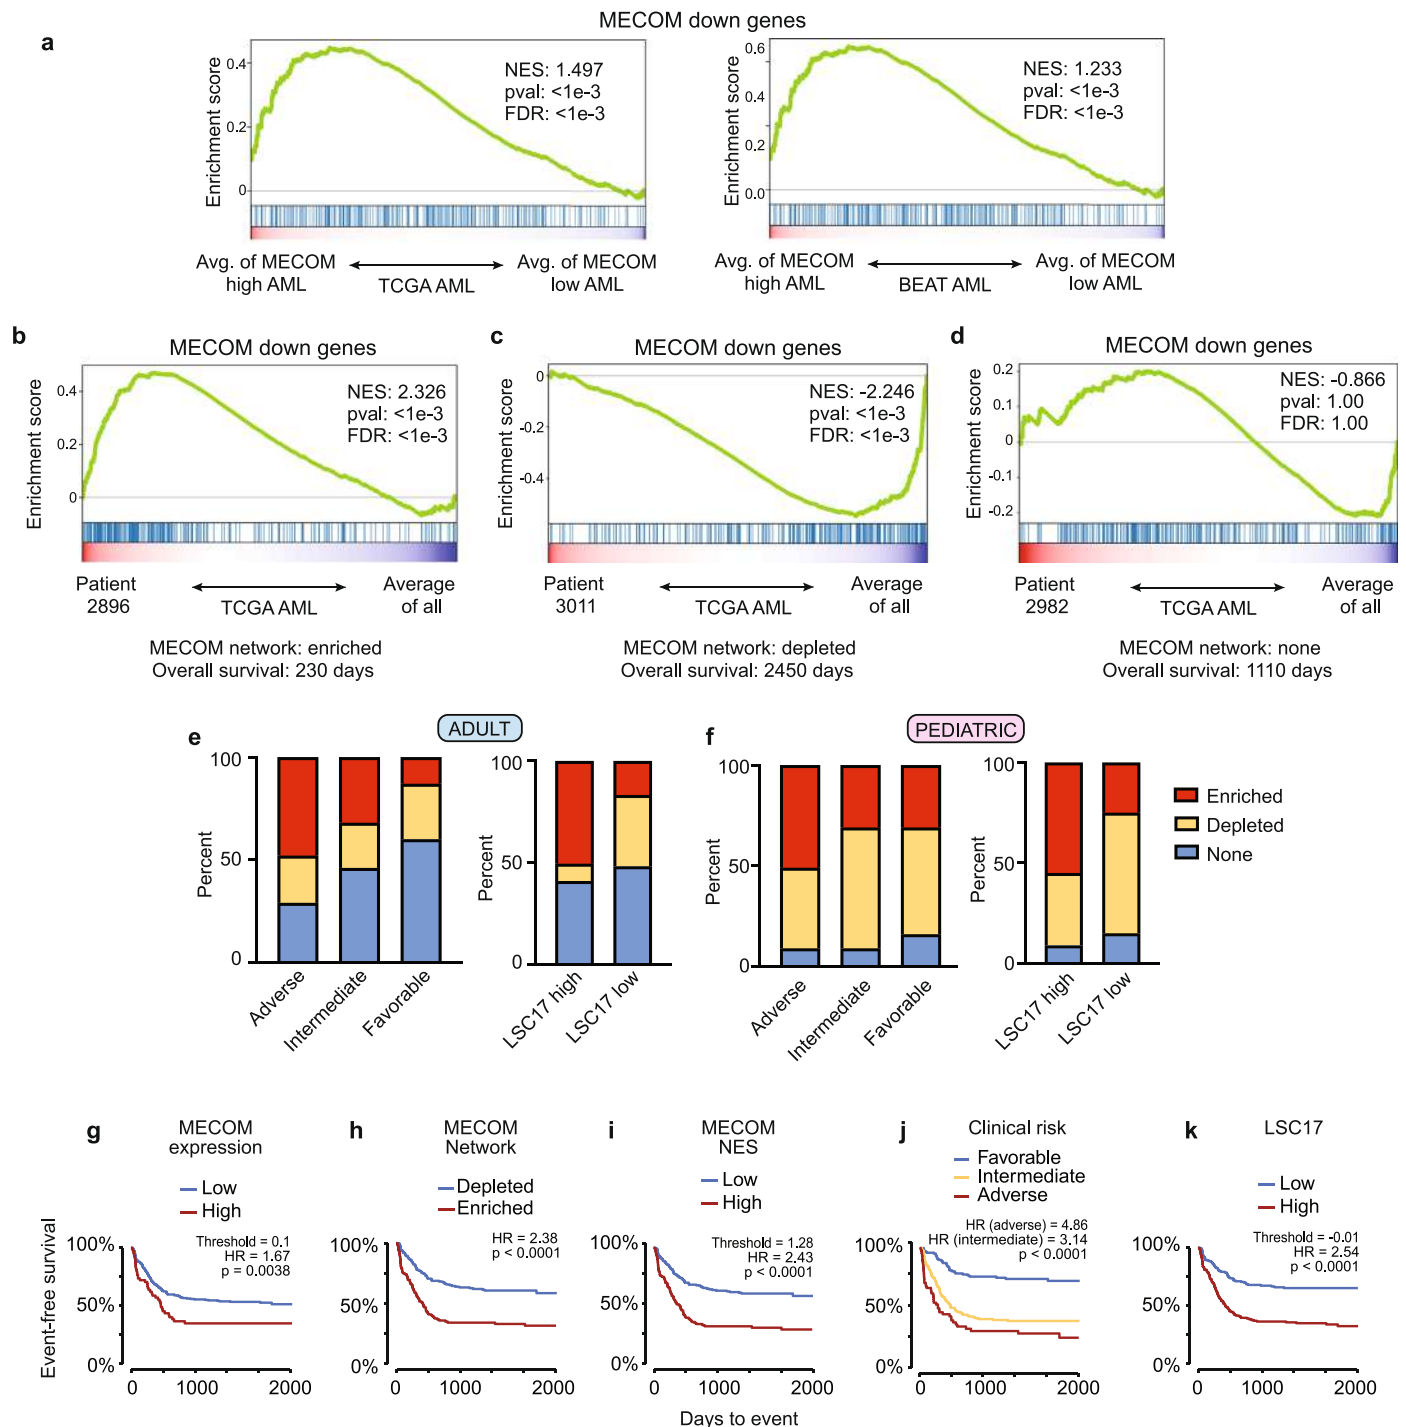 MECOM down genes
a
Enrichment score
0.4
0.2
0
NES: 1.497
pval: <1e-3
FDR: <1e-3
Avg. of MECOM
high AML
TCGA AML
Avg. of MECOM
low AML
Enrichment score
0.6
0.4
0.2
0.0
NES: 1.233
pval: <1e-3
FDR: <1e-3
Avg. of MECOM
high AML
BEAT AML
Avg. of MECOM
low AML
b
MECOM down genes
Enrichment score
0.4
0.2
0
NES: 2.326
pval: <1e-3
FDR: <1e-3
Patient
2896
TCGA AML
Average
of all
MECOM network: enriched
Overall survival: 230 days
c
MECOM down genes
Enrichment score
0
-0.2
-0.4
NES: -2.246
pval: <1e-3
FDR: <1e-3
Patient
3011
TCGA AML
Average
of all
MECOM network: depleted
Overall survival: 2450 days
d
MECOM down genes
Enrichment score
0.2
0.1
0
-0.1
-0.2
NES: -0.866
pval: 1.00
FDR: 1.00
Patient
2982
TCGA AML
Average
of all
MECOM network: none
Overall survival: 1110 days
e
ADULT
Percent
100
50
0
Adverse
Intermediate
Favorable
Percent
100
50
0
LSC17 high
LSC17 low
f
PEDIATRIC
Percent
100
50
0
Adverse
Intermediate
Favorable
Percent
100
50
0
LSC17 high
LSC17 low
Enriched
Depleted
None
g
MECOM
expression
Low
High
Threshold = 0.1
HR = 1.67
p = 0.0038
Event-free survival
100%
50%
0%
0
1000
2000
h
MECOM
Network
Depleted
Enriched
HR = 2.38
p < 0.0001
100%
50%
0%
0
1000
2000
i
MECOM
NES
Low
High
Threshold = 1.28
HR = 2.43
p < 0.0001
100%
50%
0%
0
1000
2000
Days to event
j
Clinical risk
Favorable
Intermediate
Adverse
HR (adverse) = 4.86
HR (intermediate) = 3.14
p < 0.0001
100%
50%
0%
0
1000
2000
k
LSC17
Low
High
Threshold = -0.01
HR = 2.54
p < 0.0001
100%
50%
0%
0
1000
2000